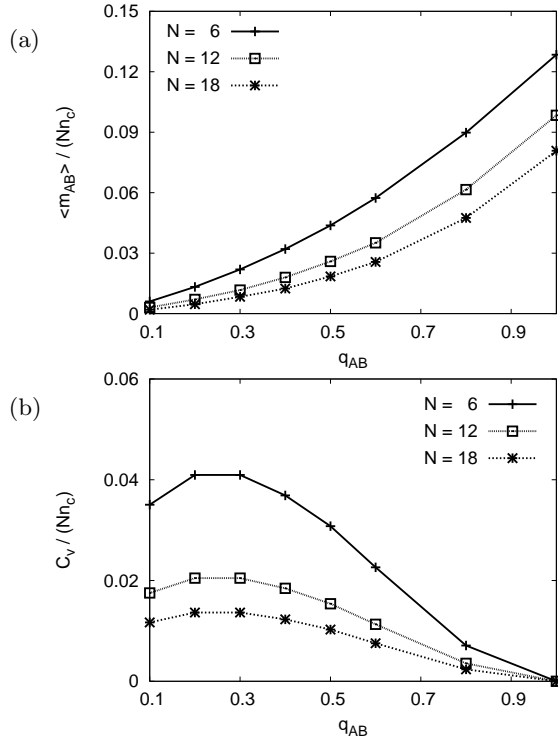 (a)
<m_AB> / (Nn_c)
0.15
0.12
0.09
0.06
0.03
0
N = 6
N = 12
N = 18
0.1 0.3 0.5 0.7 0.9
q_AB
(b)
C_v / (Nn_c)
0.06
0.04
0.02
0
N = 6
N = 12
N = 18
0.1 0.3 0.5 0.7 0.9
q_AB